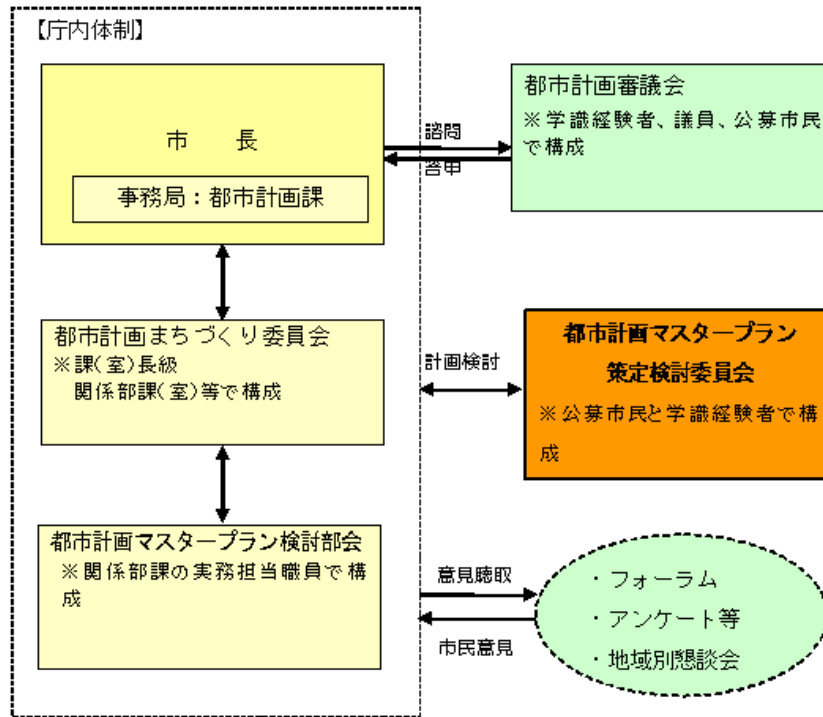 【庁内体制】
市　長
事務局：都市計画課
都市計画まちづくり委員会
※課(室)長級
関係部課(室)等で構成
都市計画マスタープラン検討部会
※関係部課の実務担当職員で構
成
諮問
答申
計画検討
意見聴取
市民意見
都市計画審議会
※学識経験者、議員、公募市民
で構成
都市計画マスタープラン
策定検討委員会
※公募市民と学識経験者で構
成
・フォーラム
・アンケート等
・地域別懇談会